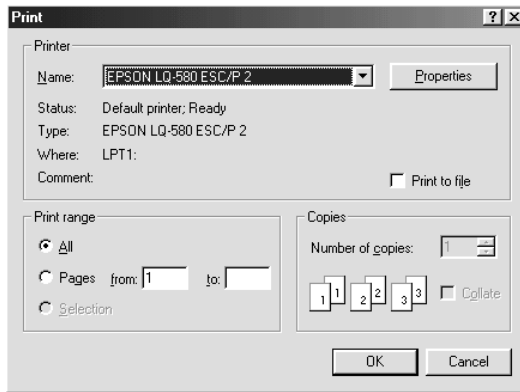 Print
Printer
Name: EPSON LQ-580 ESC/P 2 Properties
Status: Default printer; Ready
Type: EPSON LQ-580 ESC/P 2
Where: LPT1:
Comment: Print to file
Print range
All
Pages from: 1 to:
Selection
Copies
Number of copies: 1
1 1 2 2 3 3 Collate
OK Cancel